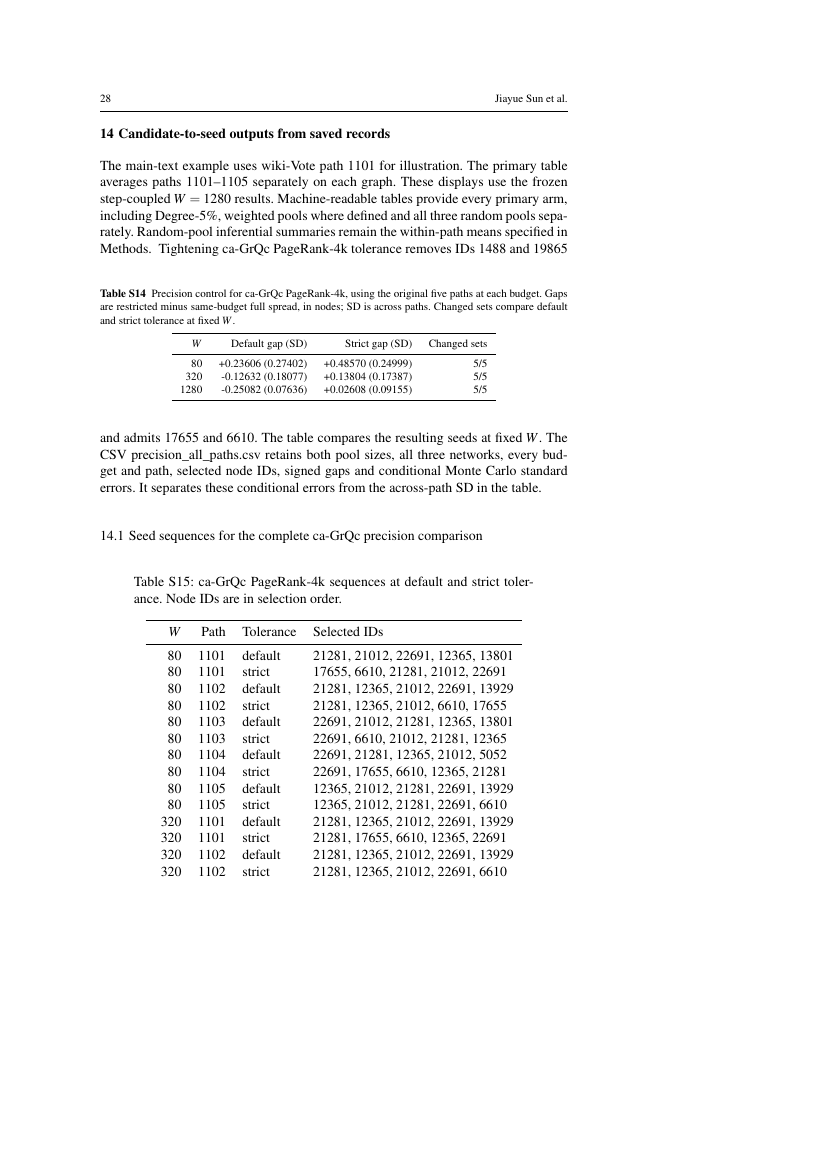 28 Jiayue Sun et al.
14 Candidate-to-seed outputs from saved records
The main-text example uses wiki-Vote path 1101 for illustration. The primary table
averages paths 1101–1105 separately on each graph. These displays use the frozen
step-coupled W = 1280 results. Machine-readable tables provide every primary arm,
including Degree-5%, weighted pools where defined and all three random pools sepa-
rately. Random-pool inferential summaries remain the within-path means specified in
Methods. Tightening ca-GrQc PageRank-4k tolerance removes IDs 1488 and 19865
Table S14 Precision control for ca-GrQc PageRank-4k, using the original five paths at each budget. Gaps
are restricted minus same-budget full spread, in nodes; SD is across paths. Changed sets compare default
and strict tolerance at fixed W.
W Default gap (SD) Strict gap (SD) Changed sets
80 +0.23606 (0.27402) +0.48570 (0.24999) 5/5
320 -0.12632 (0.18077) +0.13804 (0.17387) 5/5
1280 -0.25082 (0.07636) +0.02608 (0.09155) 5/5
and admits 17655 and 6610. The table compares the resulting seeds at fixed W. The
CSV precision_all_paths.csv retains both pool sizes, all three networks, every bud-
get and path, selected node IDs, signed gaps and conditional Monte Carlo standard
errors. It separates these conditional errors from the across-path SD in the table.
14.1 Seed sequences for the complete ca-GrQc precision comparison
Table S15: ca-GrQc PageRank-4k sequences at default and strict toler-
ance. Node IDs are in selection order.
W Path Tolerance Selected IDs
80 1101 default 21281, 21012, 22691, 12365, 13801
80 1101 strict 17655, 6610, 21281, 21012, 22691
80 1102 default 21281, 12365, 21012, 22691, 13929
80 1102 strict 21281, 12365, 21012, 6610, 17655
80 1103 default 22691, 21012, 21281, 12365, 13801
80 1103 strict 22691, 6610, 21012, 21281, 12365
80 1104 default 22691, 21281, 12365, 21012, 5052
80 1104 strict 22691, 17655, 6610, 12365, 21281
80 1105 default 12365, 21012, 21281, 22691, 13929
80 1105 strict 12365, 21012, 21281, 22691, 6610
320 1101 default 21281, 12365, 21012, 22691, 13929
320 1101 strict 21281, 17655, 6610, 12365, 22691
320 1102 default 21281, 12365, 21012, 22691, 13929
320 1102 strict 21281, 12365, 21012, 22691, 6610